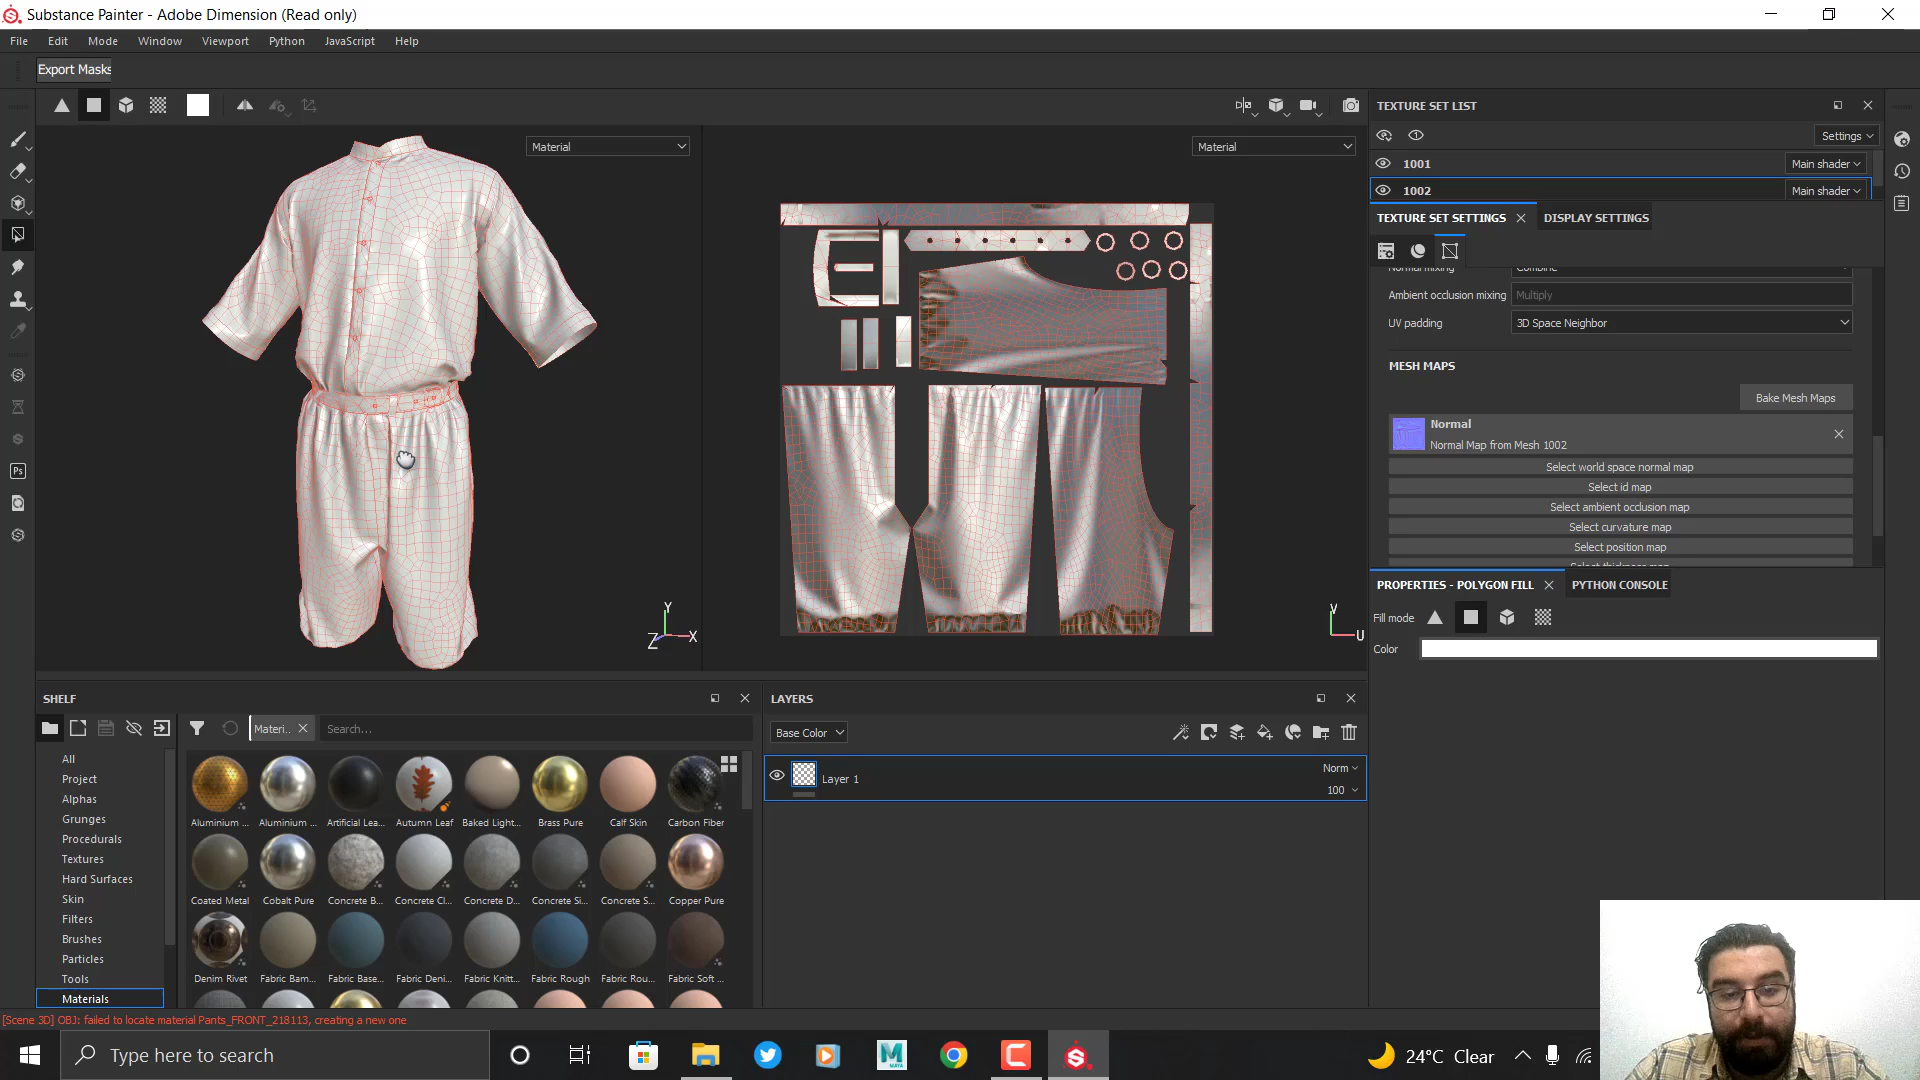 Substance Painter - Adobe Dimension (Read only)
File Edit Mode Window Viewport Python JavaScript Help
Export Masks
Material
Material
Y
X
Z
V
U
TEXTURE SET LIST
Settings
1001 Main shader
1002 Main shader
TEXTURE SET SETTINGS DISPLAY SETTINGS
Normal mixing Combine
Ambient occlusion mixing Multiply
UV padding 3D Space Neighbor
MESH MAPS
Bake Mesh Maps
Normal
Normal Map from Mesh 1002
Select world space normal map
Select id map
Select ambient occlusion map
Select curvature map
Select position map
Select thickness map
PROPERTIES - POLYGON FILL PYTHON CONSOLE
Fill mode
Color
SHELF
Materi..
Search...
All
Project
Alphas
Grunges
Procedurals
Textures
Hard Surfaces
Skin
Filters
Brushes
Particles
Tools
Materials
Aluminium ... Aluminium ... Artificial Lea... Autumn Leaf Baked Light... Brass Pure Calf Skin Carbon Fiber
Coated Metal Cobalt Pure Concrete B... Concrete Cl... Concrete D... Concrete Si... Concrete S... Copper Pure
Denim Rivet Fabric Bam... Fabric Base... Fabric Deni... Fabric Knitt... Fabric Rough Fabric Rou... Fabric Soft ...
LAYERS
Base Color
Layer 1
Norm
100
[Scene 3D] OBJ: failed to locate material Pants_FRONT_218113, creating a new one
Type here to search
Ps
MAYA
24°C Clear